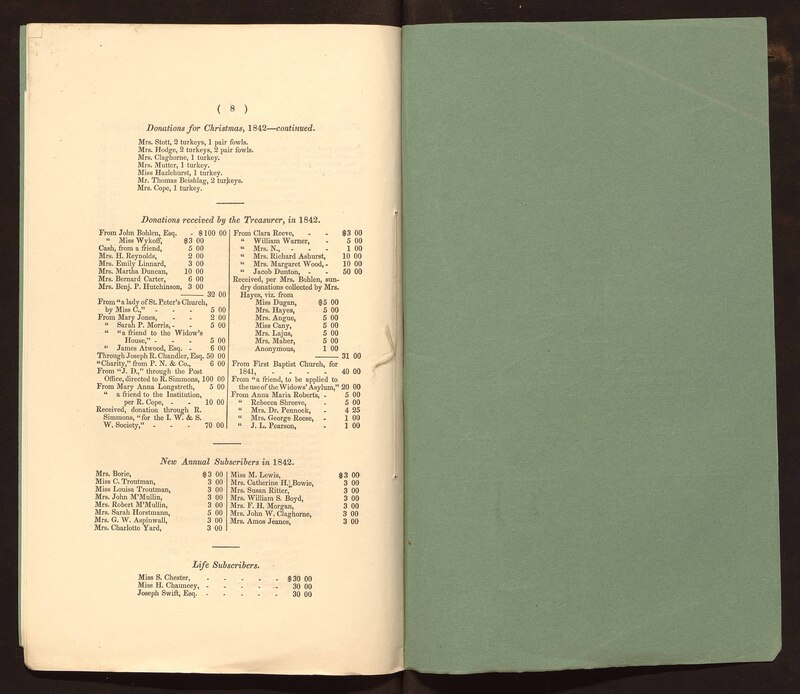 ( 8 )
Donations for Christmas, 1842—continued.
Mrs. Stott, 2 turkeys, 1 pair fowls.
Mrs. Hodge, 2 turkeys, 2 pair fowls.
Mrs. Claghorne, 1 turkey.
Mrs. Mutter, 1 turkey.
Miss Hazlehurst, 1 turkey.
Mr. Thomas Beishlag, 2 turkeys.
Mrs. Cope, 1 turkey.
Donations received by the Treasurer, in 1842.
From John Bohlen, Esq. - $100 00
" Miss Wykoff, $3 00
Cash, from a friend, 5 00
Mrs. H. Reynolds, 2 00
Mrs. Emily Linnard, 3 00
Mrs. Martha Duncan, 10 00
Mrs. Bernard Carter, 6 00
Mrs. Benj. P. Hutchinson, 3 00
32 00
From "a lady of St. Peter's Church,
by Miss C.," - - - 5 00
From Mary Jones, - - 2 00
" Sarah P. Morris, - - 5 00
" "a friend to the Widow's
House," - - - 5 00
" James Atwood, Esq. - 6 00
Through Joseph R. Chandler, Esq. 50 00
"Charity," from P. N. & Co., 6 00
From "J. D.," through the Post
Office, directed to R. Simmons, 100 00
From Mary Anna Longstreth, 5 00
" a friend to the Institution,
per R. Cope, - - 10 00
Received, donation through R.
Simmons, "for the I. W. & S.
W. Society," - - 70 00
From Clara Reeve, - - $3 00
" William Warner, - 5 00
" Mrs. N., - - 1 00
" Mrs. Richard Ashurst, 10 00
" Mrs. Margaret Wood, - 10 00
" Jacob Dunton, - - 50 00
Received, per Mrs. Bohlen, sun-
dry donations collected by Mrs.
Hayes, viz. from
Miss Dugan, $5 00
Mrs. Hayes, 5 00
Mrs. Angue, 5 00
Miss Cany, 5 00
Mrs. Lajus, 5 00
Mrs. Maher, 5 00
Anonymous, 1 00
31 00
From First Baptist Church, for
1841, - - - - 40 00
From "a friend, to be applied to
the use of the Widows' Asylum," 20 00
From Anna Maria Roberts, - 5 00
" Rebecca Shreeve, - 5 00
" Mrs. Dr. Pennock, - 4 25
" Mrs. George Reese, - 1 00
" J. L. Pearson, - 1 00
New Annual Subscribers in 1842.
Mrs. Borie, $3 00
Miss C. Troutman, 3 00
Miss Louisa Troutman, 3 00
Mrs. John M'Mullin, 3 00
Mrs. Robert M'Mullin, 3 00
Mrs. Sarah Horstmann, 5 00
Mrs. G. W. Aspinwall, 3 00
Mrs. Charlotte Yard, 3 00
Miss M. Lewis, $3 00
Mrs. Catherine H. Bowie, 3 00
Mrs. Susan Ritter, 3 00
Mrs. William S. Boyd, 3 00
Mrs. F. H. Morgan, 3 00
Mrs. John W. Claghorne, 3 00
Mrs. Amos Jeanes, 3 00
Life Subscribers.
Miss S. Chester, - - - - - $30 00
Miss H. Chauncey, - - - - - 30 00
Joseph Swift, Esq. - - - - - 30 00